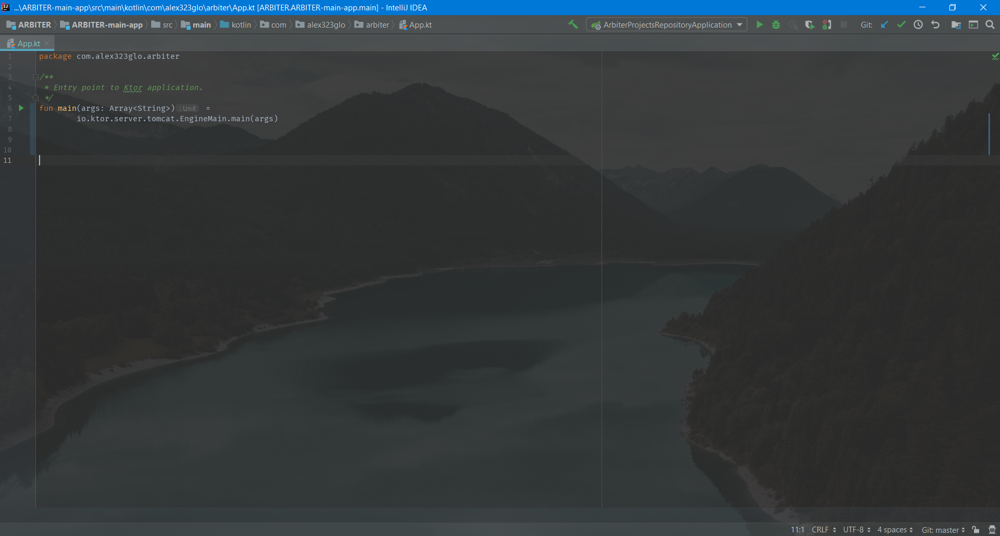 ...\ARBITER-main-app\src\main\kotlin\com\alex323glo\arbiter\App.kt [ARBITER.ARBITER-main-app.main] - IntelliJ IDEA
ARBITER ARBITER-main-app src main kotlin com alex323glo arbiter App.kt ArbiterProjectsRepositoryApplication Git:
App.kt
1 package com.alex323glo.arbiter
2
3 /**
4 * Entry point to Ktor application.
5 */
6 fun main(args: Array<String>) : Unit =
7 io.ktor.server.tomcat.EngineMain.main(args)
8
9
10
11
11:1 CRLF UTF-8 4 spaces Git: master